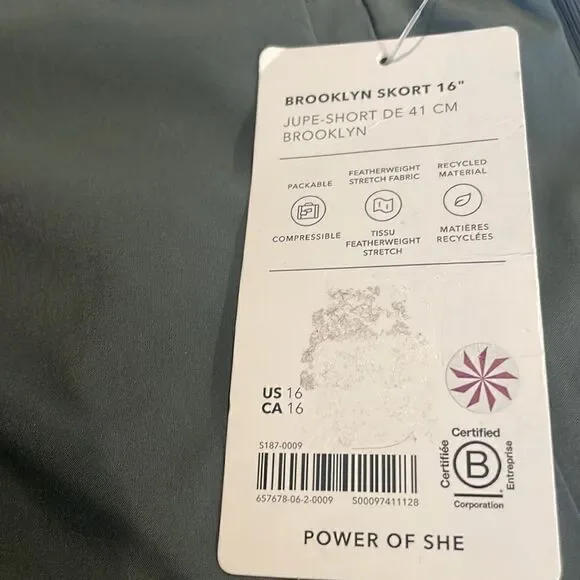 BROOKLYN SKORT 16"
JUPE-SHORT DE 41 CM
BROOKLYN
PACKABLE
COMPRESSIBLE
FEATHERWEIGHT
STRETCH FABRIC
TISSU
FEATHERWEIGHT
STRETCH
RECYCLED
MATERIAL
MATIÈRES
RECYCLÉES
US 16
CA 16
S187-0009
657678-06-2-0009 S00097411128
Certified
Certifiée
B
Entreprise
Corporation
POWER OF SHE